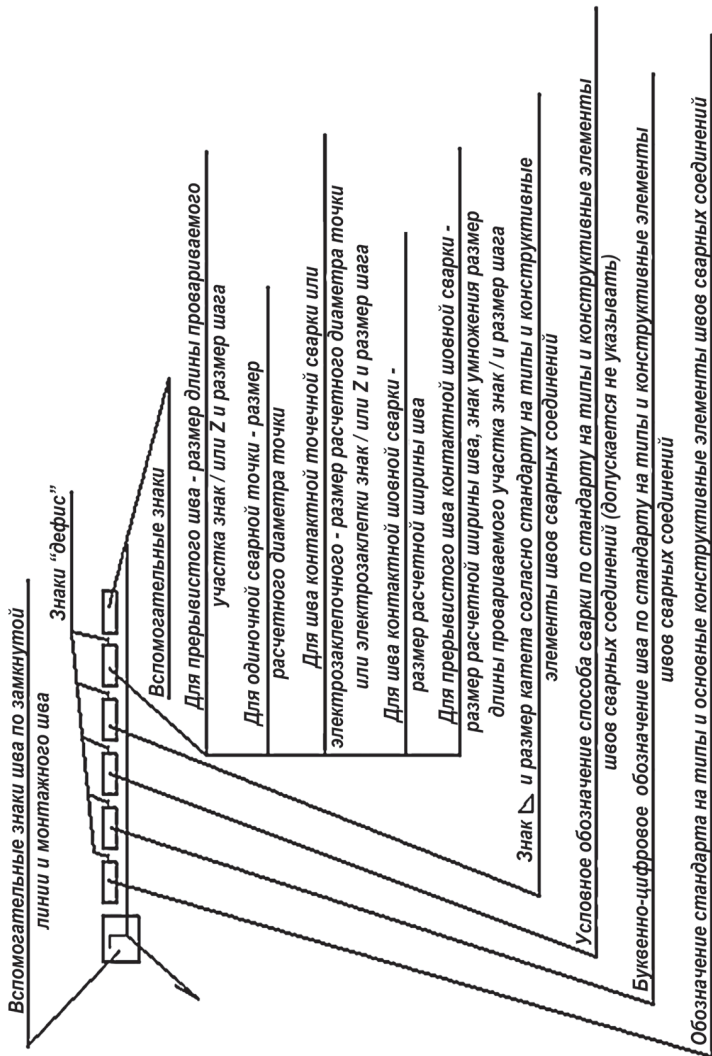 Вспомогательные знаки шва по замкнутой
линии и монтажного шва
Знаки “дефис”
Вспомогательные знаки
Для прерывистого шва - размер длины провариваемого
участка знак / или Z и размер шага
Для одиночной сварной точки - размер
расчетного диаметра точки
Для шва контактной точечной сварки или
электрозаклепочного - размер расчетного диаметра точки
или электрозаклепки знак / или Z и размер шага
Для шва контактной шовной сварки -
размер расчетной ширины шва
Для прерывистого шва контактной шовной сварки -
размер расчетной ширины шва, знак умножения размер
длины провариваемого участка знак / и размер шага
Знак ⊿ и размер катета согласно стандарту на типы и конструктивные
элементы швов сварных соединений
Условное обозначение способа сварки по стандарту на типы и конструктивные элементы
швов сварных соединений (допускается не указывать)
Буквенно-цифровое обозначение шва по стандарту на типы и конструктивные элементы
швов сварных соединений
Обозначение стандарта на типы и основные конструктивные элементы швов сварных соединений